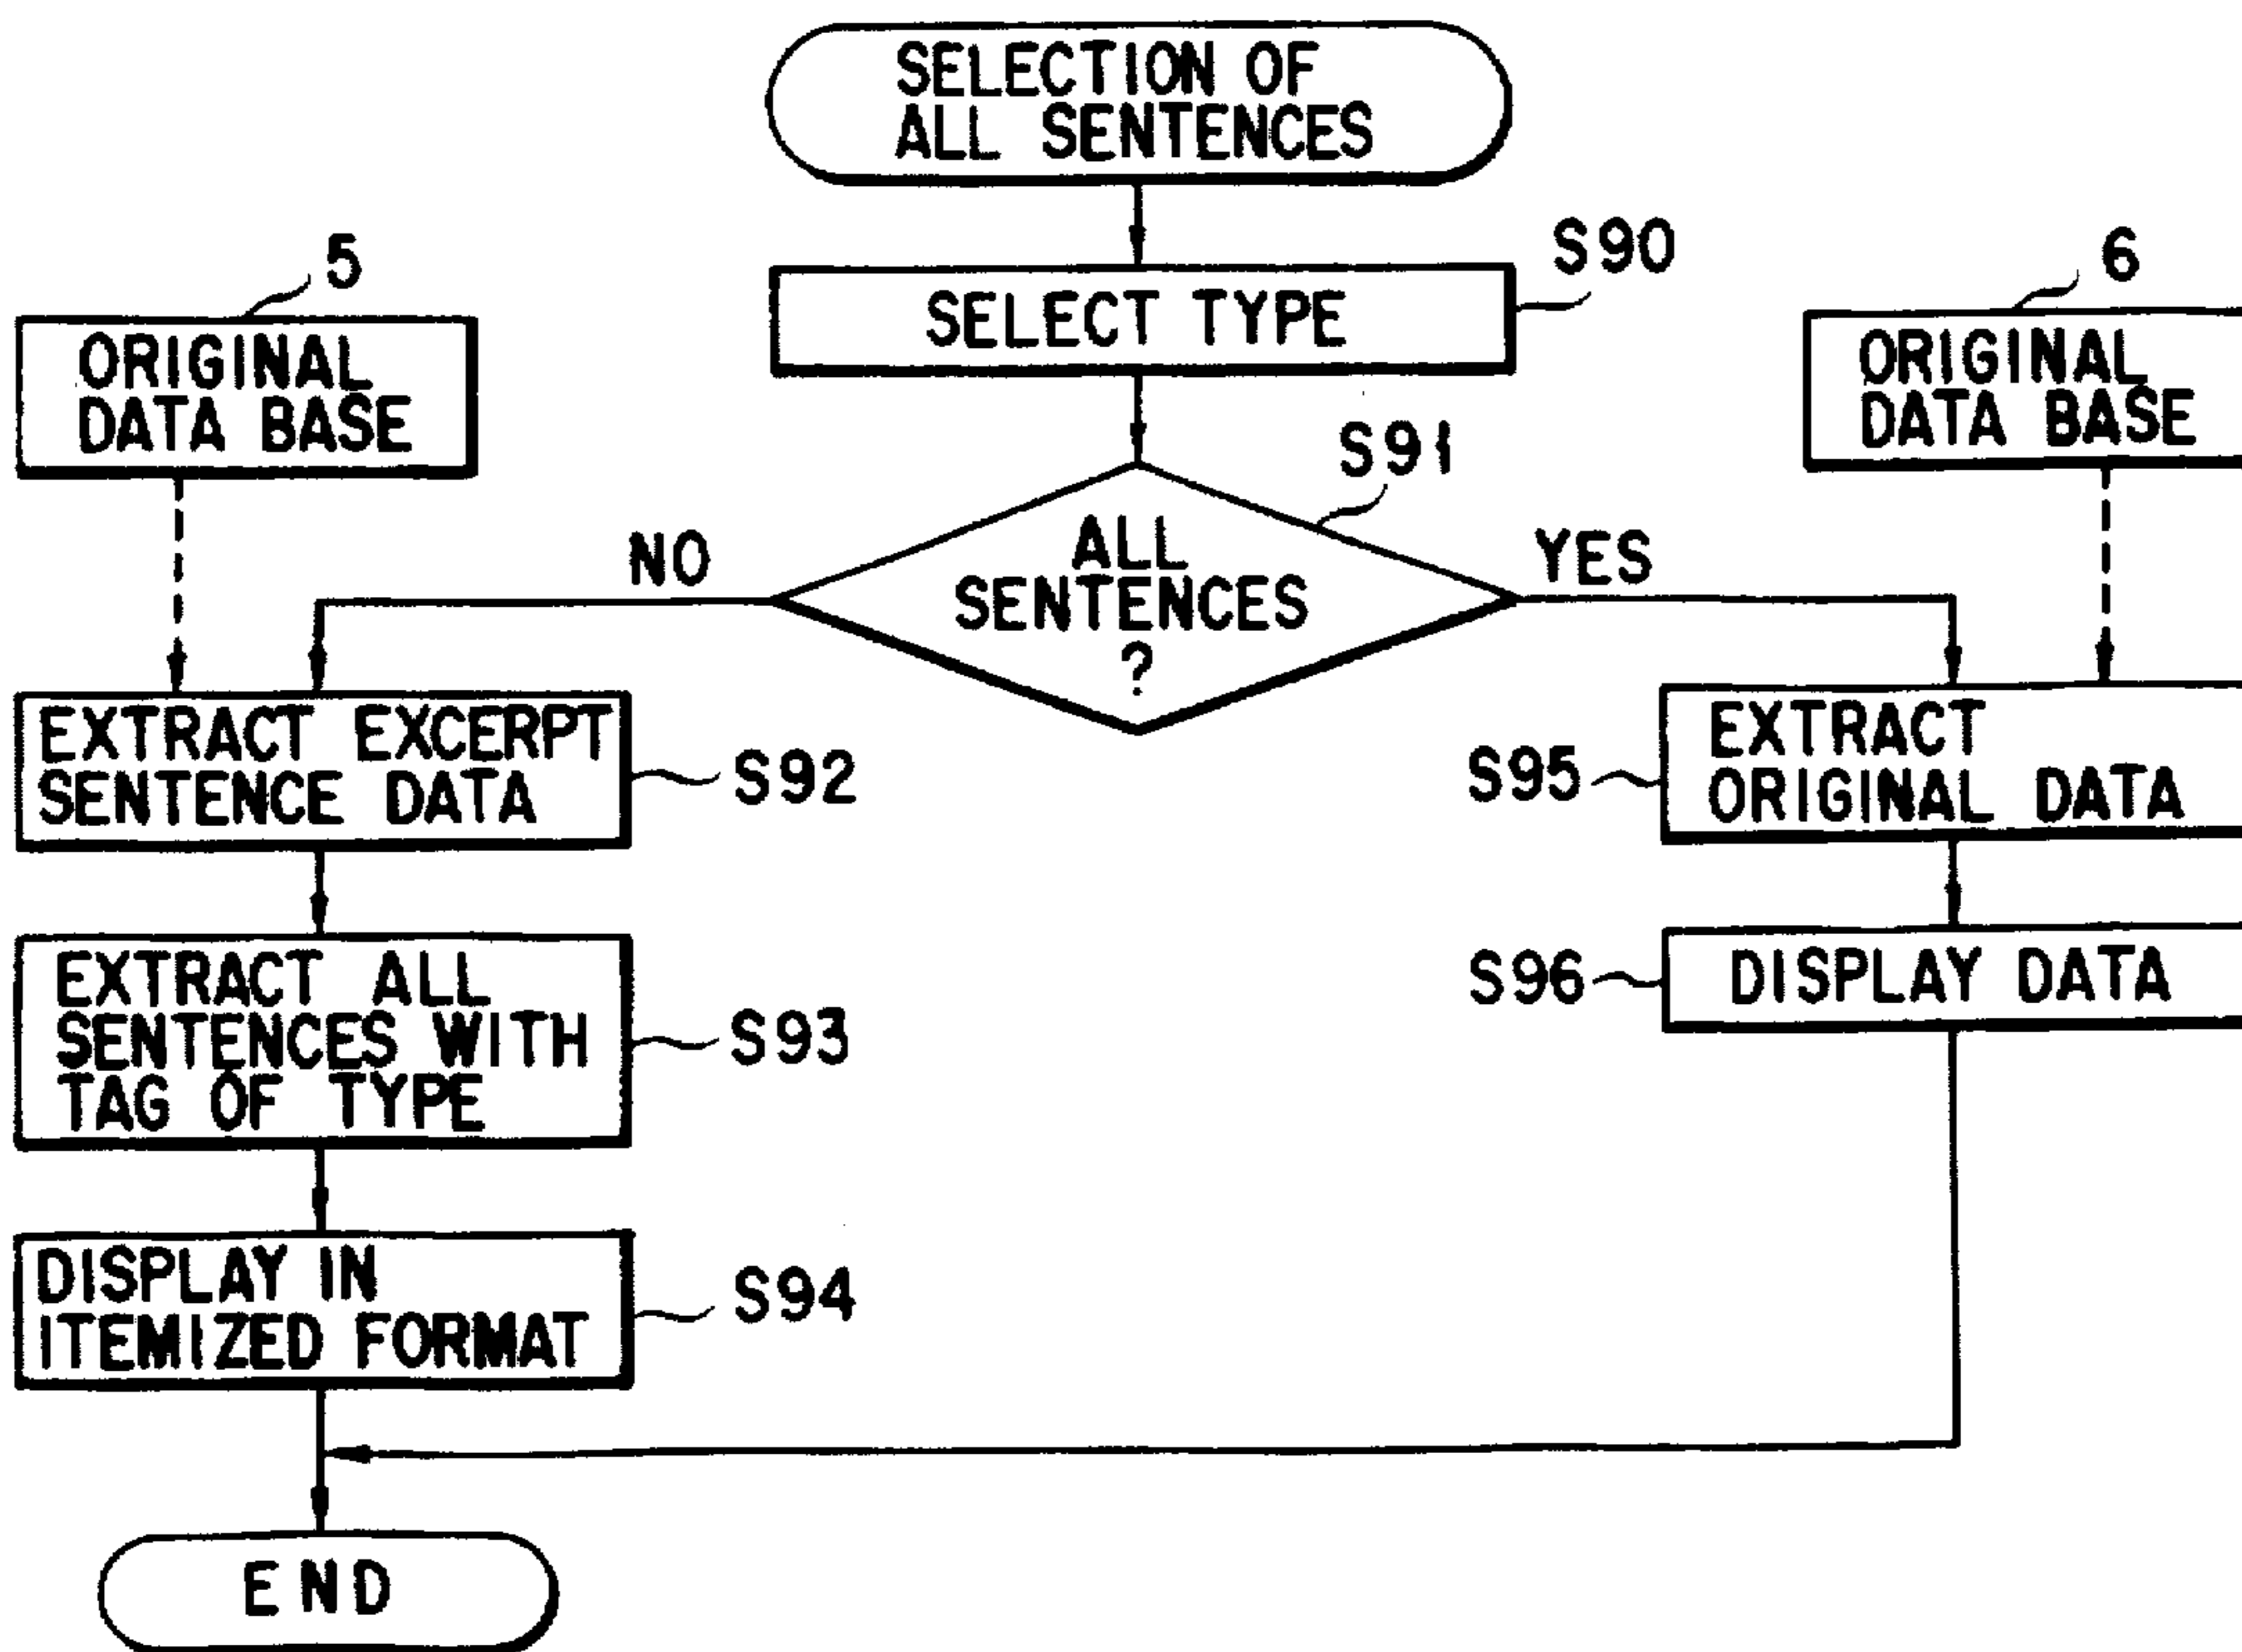 SELECTION OF
ALL SENTENCES
S90
SELECT TYPE
5
ORIGINAL
DATA BASE
6
ORIGINAL
DATA BASE
S91
ALL
SENTENCES
?
NO
YES
EXTRACT EXCERPT
SENTENCE DATA
S92
EXTRACT ALL
SENTENCES WITH
TAG OF TYPE
S93
DISPLAY IN
ITEMIZED FORMAT
S94
S95
EXTRACT
ORIGINAL DATA
S96
DISPLAY DATA
END